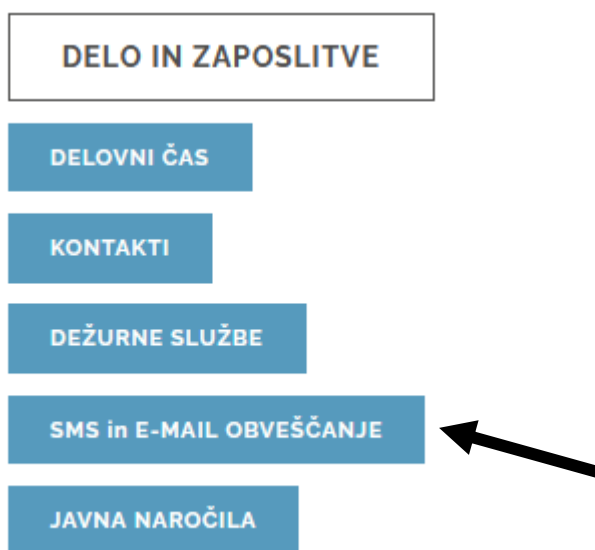 DELO IN ZAPOSLITVE
DELOVNI ČAS
KONTAKTI
DEŽURNE SLUŽBE
SMS in E-MAIL OBVEŠČANJE
JAVNA NAROČILA